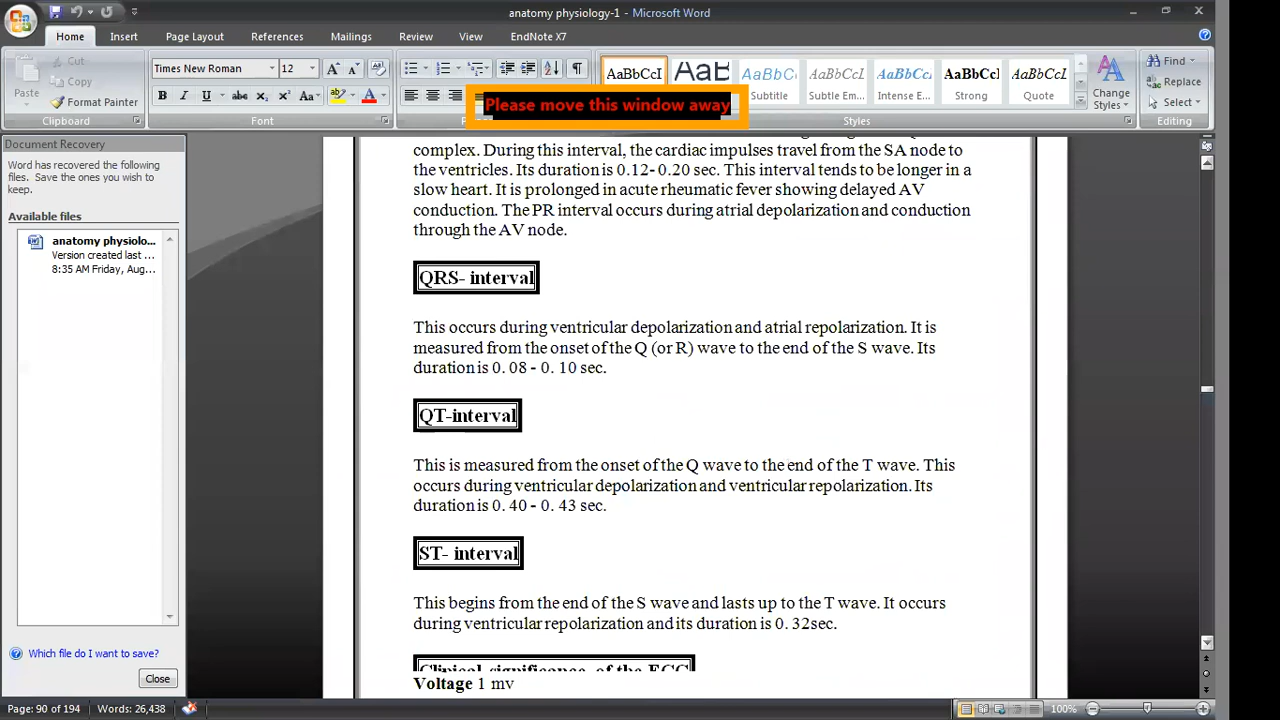 anatomy physiology-1 - Microsoft Word
Home Insert Page Layout References Mailings Review View EndNote X7
Cut
Copy
Format Painter
Paste
Clipboard
Times New Roman 12
Font
AaBbCcI AaB AaBbC AaBbCcI AaBbCcI AaBbCcI AaBbCcI
Subtitle Subtle Em... Intense E... Strong Quote
Styles
Change
Styles
Find
Replace
Select
Editing
Please move this window away
Document Recovery
Word has recovered the following
files. Save the ones you wish to
keep.
Available files
anatomy physiolo...
Version created last ...
8:35 AM Friday, Aug...
Which file do I want to save?
Close
complex. During this interval, the cardiac impulses travel from the SA node to
the ventricles. Its duration is 0.12- 0.20 sec. This interval tends to be longer in a
slow heart. It is prolonged in acute rheumatic fever showing delayed AV
conduction. The PR interval occurs during atrial depolarization and conduction
through the AV node.
QRS- interval
This occurs during ventricular depolarization and atrial repolarization. It is
measured from the onset of the Q (or R) wave to the end of the S wave. Its
duration is 0. 08 - 0. 10 sec.
QT-interval
This is measured from the onset of the Q wave to the end of the T wave. This
occurs during ventricular depolarization and ventricular repolarization. Its
duration is 0. 40 - 0. 43 sec.
ST- interval
This begins from the end of the S wave and lasts up to the T wave. It occurs
during ventricular repolarization and its duration is 0. 32sec.
Clinical significance of the ECG
Voltage 1 mv
Page: 90 of 194 Words: 26,438 100%